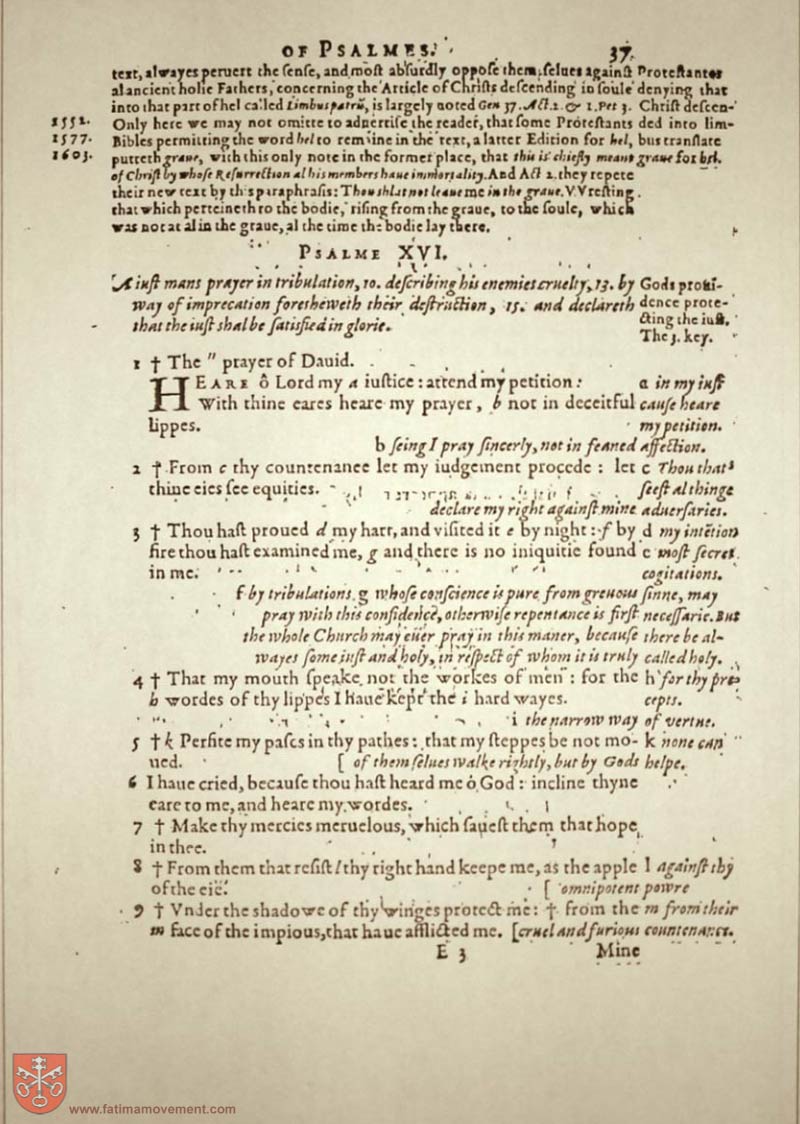 OF PSALMES. 37
text, alwayes peruert the sense, and most absurdly oppose them selues against Protestantes
al ancient holie Fathers, concerning the Article of Christs descending in soule denying that
into that part of hel called Limbus patrū, is largely noted Gen 37. Act. 2. & 1. Pet 3. Christ descen-
1552. Only here we may not omitte to aduertise the reader, that some Protestants ded into lim-
1577. Bibles permitting the word hel to remaine in the text, a latter Edition for hel, bus translate
1603. putteth graue, with this only note in the former place, that this is chiefly meant graue for hel.
of Christ by whose Resurrection al his members haue immortality. And Act 2. they repete
their new text by this paraphrasis: Thou shalt not leaue me in the graue. VVresting
that which perteineth to the bodie, rising from the graue, to the soule, which
was not at al in the graue, al the time the bodie lay there.
PSALME XVI.
A iust mans prayer in tribulation, 10. describing his enemies cruelty, 13. by Gods proui-
way of imprecation foresheweth their destruction, 15. and declareth dence prote-
that the iust shal be satisfied in glorie. cting the iust.
The 3. key.
1 † The " prayer of Dauid.
HEARE ô Lord my a iustice: attend my petition: a in my iust
With thine eares heare my prayer, b not in deceitful cause heare
lippes. my petition.
b seing I pray sincerly, not in feaned affection.
2 † From c thy countenance let my iudgement procede: let c Thou that
thine eies see equities. seest al thinge
declare my right against mine aduersaries.
3 † Thou hast proued d my hart, and visited it e by night: f by d my intētion
fire thou hast examined me, g and there is no iniquitie found e most secret
in me. cogitations.
f by tribulations. g whose conscience is pure from greuous sinne, may
pray with this confidence, otherwise repentance is first necessarie. But
the whole Church may euer pray in this maner, because there be al-
wayes some iust and holy, in respect of whom it is truly called holy.
4 † That my mouth speake not the workes of men: for the h for thy pre
h wordes of thy lippes I haue kept the i hard wayes. cepts.
i the narrow way of vertue.
5 † k Perfite my pases in thy pathes: that my steppes be not mo- k none can
ued. [ of them selues walke rightly, but by Gods helpe.
6 I haue cried, because thou hast heard me ô God: incline thyne
eare to me, and heare my wordes.
7 † Make thy mercies meruelous, which sauest them that hope
in thee.
8 † From them that resist l thy right hand keepe me, as the apple l against thy
of the eie. [ omnipotent powre
9 † Vnder the shadowe of thy winges protect me: † from the m from their
m face of the impious, that haue afflicted me. [cruel and furious countenance.
E 3 Mine
www.fatimamovement.com